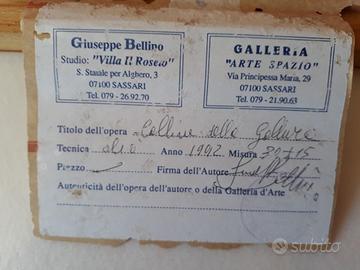 Giuseppe Bellino
Studio: "Villa Il Roseto"
S. Statale per Alghero, 3
07100 SASSARI
Tel. 079 - 26.92.70
GALLERIA
"ARTE SPAZIO"
Via Principessa Maria, 29
07100 SASSARI
Tel. 079 - 21.90.63
Titolo dell'opera Colline della Gallura
Tecnica olio Anno 1992 Misura
Prezzo Firma dell'Autore
Autenticità dell'opera dell'autore o della Galleria d'Arte
subito